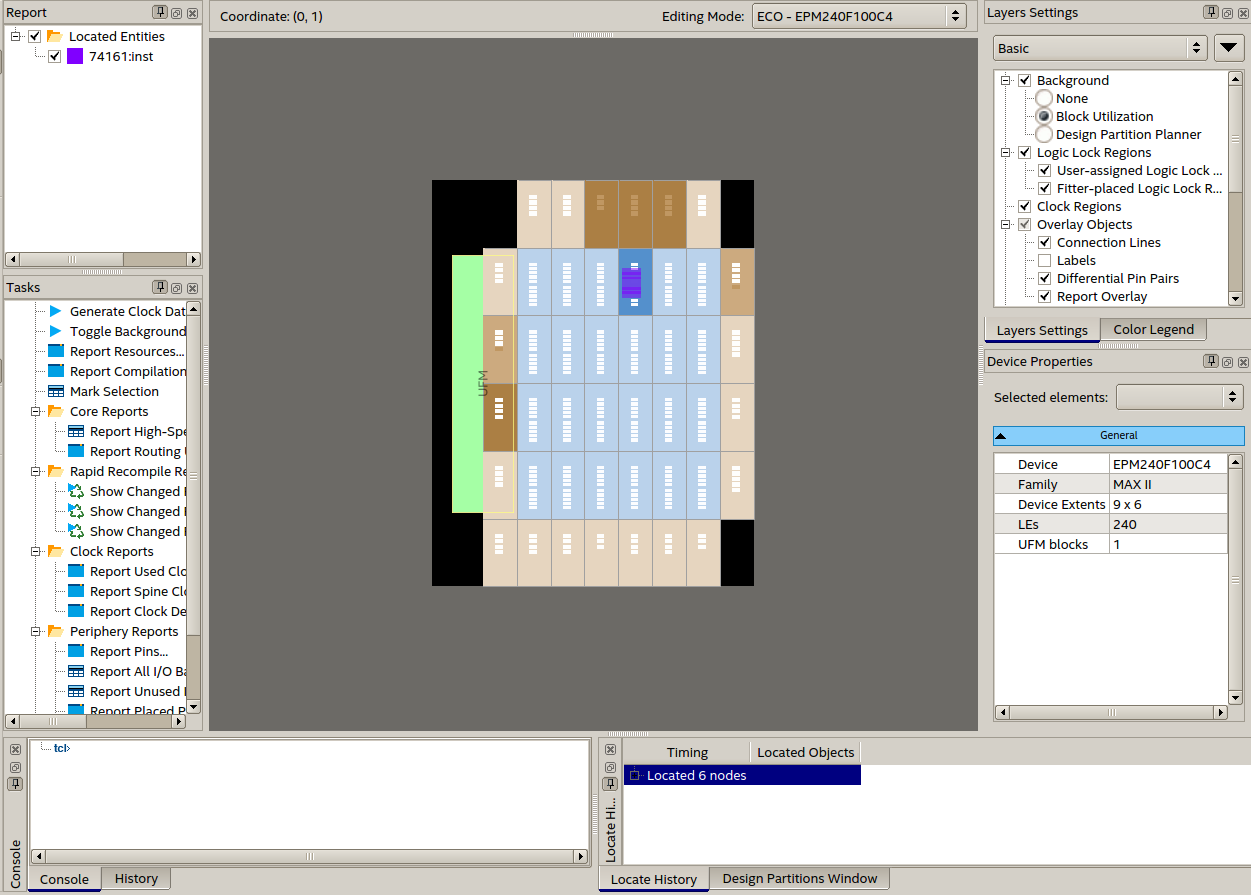 Report
Located Entities
74161:inst
Tasks
Generate Clock Dat
Toggle Background
Report Resources...
Report Compilation
Mark Selection
Core Reports
Report High-Spe
Report Routing
Rapid Recompile Re
Show Changed
Show Changed
Show Changed
Clock Reports
Report Used Clo
Report Spine Cl
Report Clock De
Periphery Reports
Report Pins...
Report All I/O Ba
Report Unused
Report Placed P
Coordinate: (0, 1)
Editing Mode:
ECO - EPM240F100C4
UFM
Layers Settings
Basic
Background
None
Block Utilization
Design Partition Planner
Logic Lock Regions
User-assigned Logic Lock ...
Fitter-placed Logic Lock R...
Clock Regions
Overlay Objects
Connection Lines
Labels
Differential Pin Pairs
Report Overlay
Layers Settings
Color Legend
Device Properties
Selected elements:
General
Device EPM240F100C4
Family MAX II
Device Extents 9 x 6
LEs 240
UFM blocks 1
Console
tcl>
Console
History
Locate Hi...
Timing
Located Objects
Located 6 nodes
Locate History
Design Partitions Window